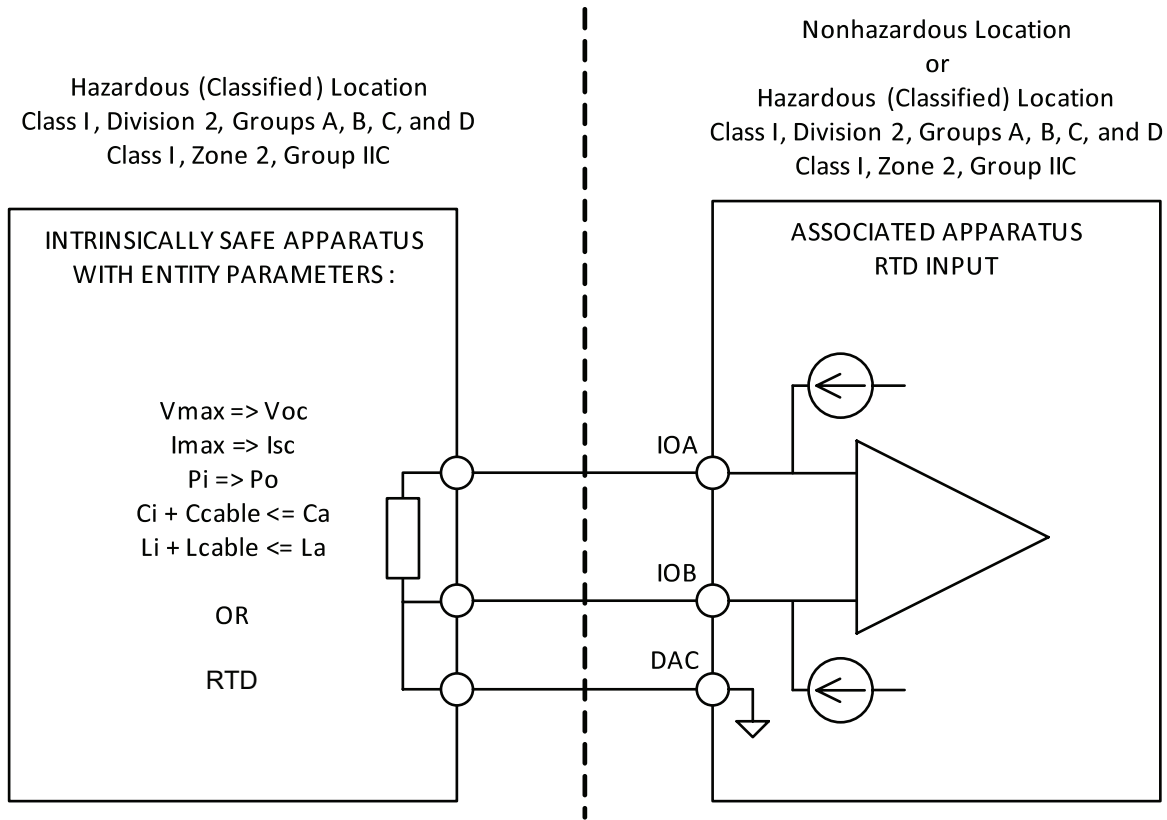 Hazardous (Classified) Location
Class I, Division 2, Groups A, B, C, and D
Class I, Zone 2, Group IIC
Nonhazardous Location
or
Hazardous (Classified) Location
Class I, Division 2, Groups A, B, C, and D
Class I, Zone 2, Group IIC
INTRINSICALLY SAFE APPARATUS
WITH ENTITY PARAMETERS :
Vmax => Voc
Imax => Isc
Pi => Po
Ci + Ccable <= Ca
Li + Lcable <= La
OR
RTD
ASSOCIATED APPARATUS
RTD INPUT
IOA
IOB
DAC